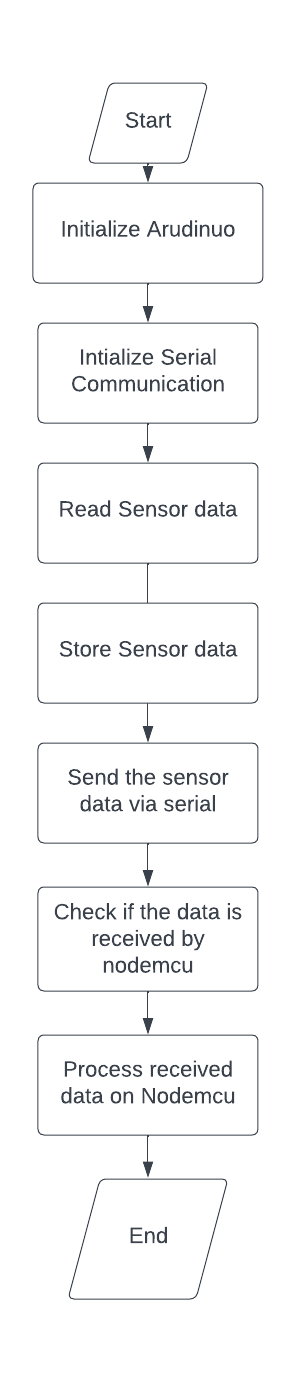 Start
Initialize Arudinuo
Intialize Serial
Communication
Read Sensor data
Store Sensor data
Send the sensor
data via serial
Check if the data is
received by
nodemcu
Process received
data on Nodemcu
End